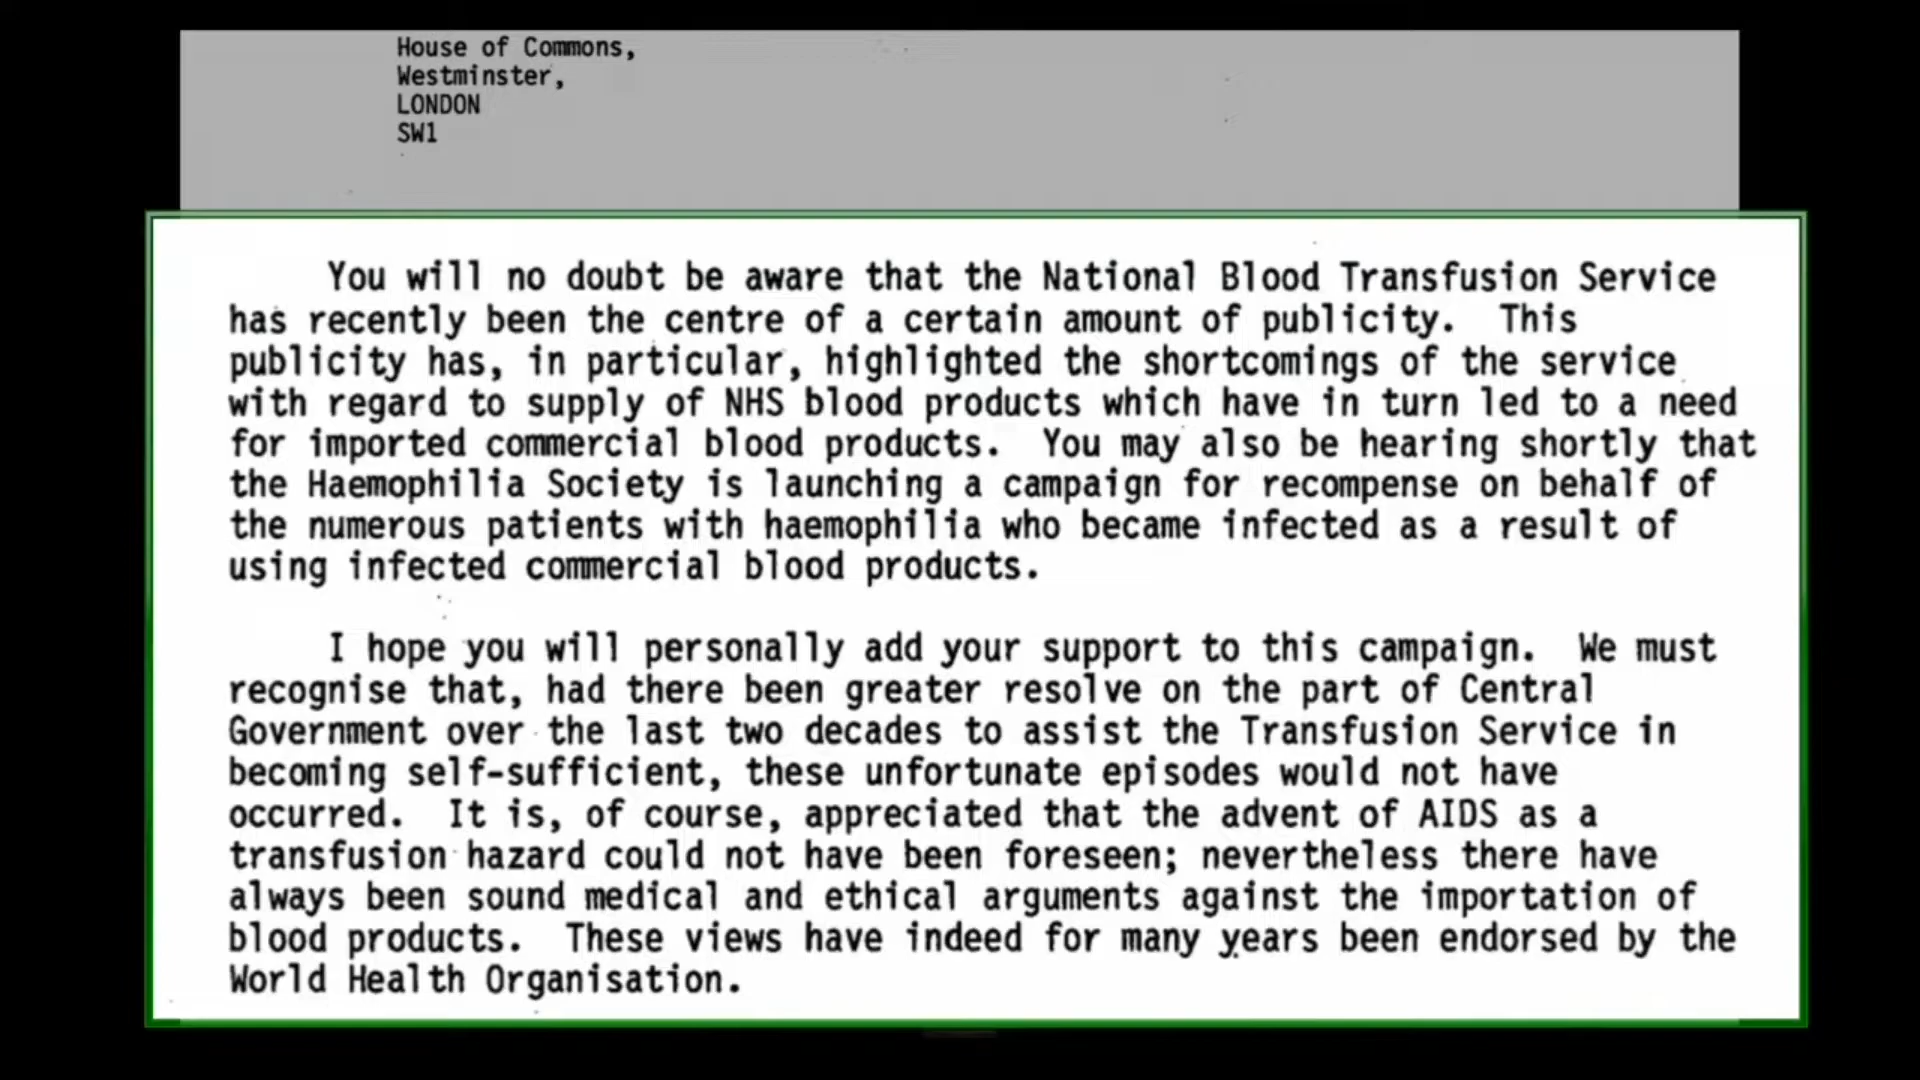 House of Commons,
Westminster,
LONDON
SW1
You will no doubt be aware that the National Blood Transfusion Service
has recently been the centre of a certain amount of publicity. This
publicity has, in particular, highlighted the shortcomings of the service
with regard to supply of NHS blood products which have in turn led to a need
for imported commercial blood products. You may also be hearing shortly that
the Haemophilia Society is launching a campaign for recompense on behalf of
the numerous patients with haemophilia who became infected as a result of
using infected commercial blood products.
I hope you will personally add your support to this campaign. We must
recognise that, had there been greater resolve on the part of Central
Government over the last two decades to assist the Transfusion Service in
becoming self-sufficient, these unfortunate episodes would not have
occurred. It is, of course, appreciated that the advent of AIDS as a
transfusion hazard could not have been foreseen; nevertheless there have
always been sound medical and ethical arguments against the importation of
blood products. These views have indeed for many years been endorsed by the
World Health Organisation.